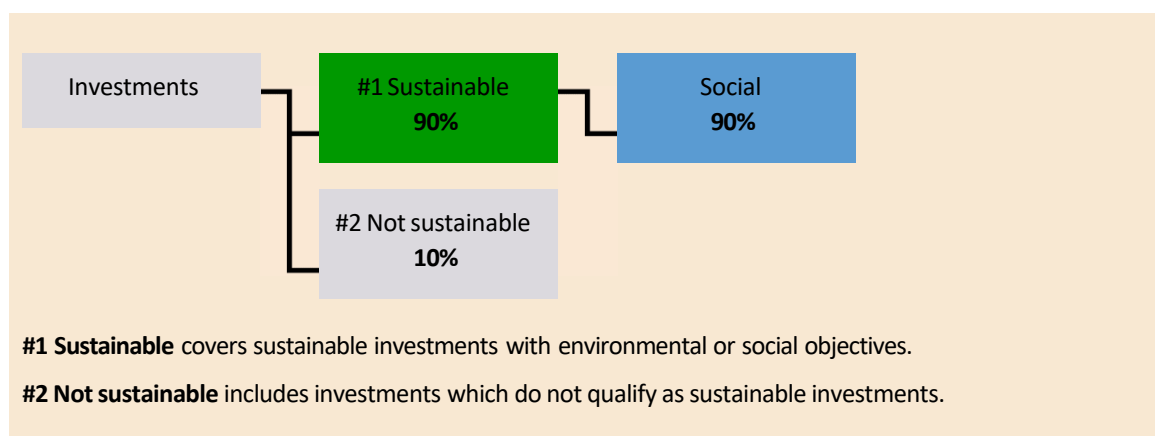 Investments
#1 Sustainable
90%
Social
90%
#2 Not sustainable
10%
#1 Sustainable covers sustainable investments with environmental or social objectives.
#2 Not sustainable includes investments which do not qualify as sustainable investments.